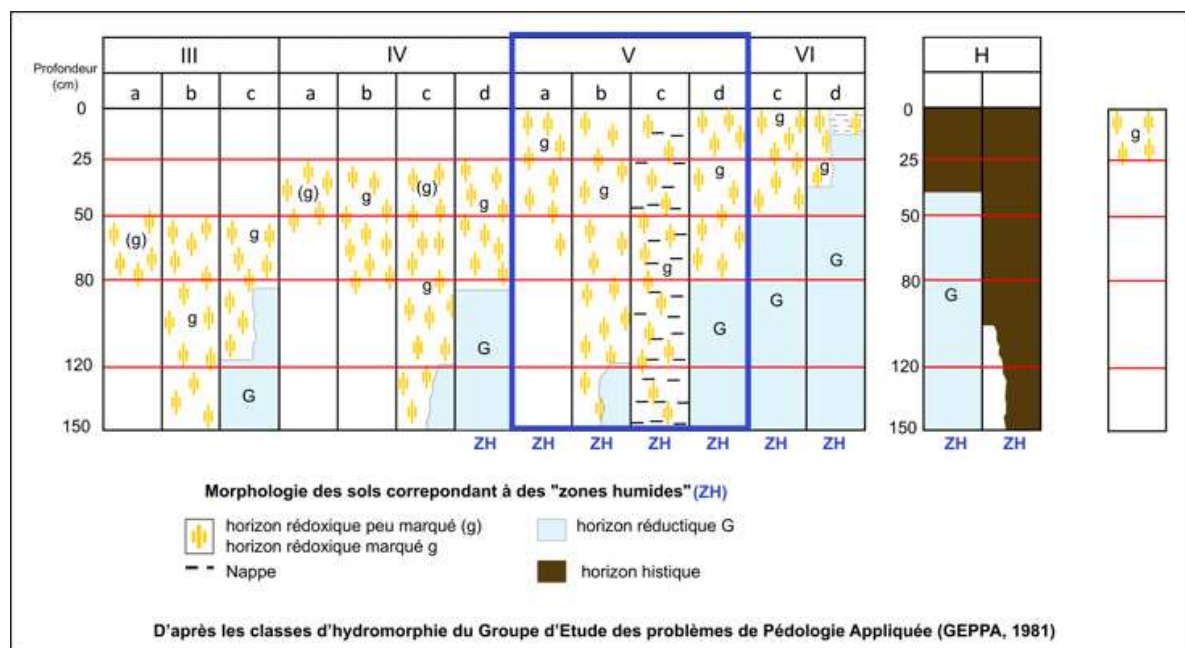 III IV V VI H
Profondeur
(cm)
a b c a b c d a b c d c d
0 0
25 25
50 50
80 80
120 120
150 150
g g g g
(g) g (g) g g g g
(g) g g g
g g G G G G
G G
ZH ZH ZH ZH ZH ZH ZH ZH ZH
Morphologie des sols correpondant à des "zones humides"(ZH)
horizon rédoxique peu marqué (g)
horizon rédoxique marqué g
Nappe
horizon réductique G
horizon histique
D'après les classes d'hydromorphie du Groupe d'Etude des problèmes de Pédologie Appliquée (GEPPA, 1981)